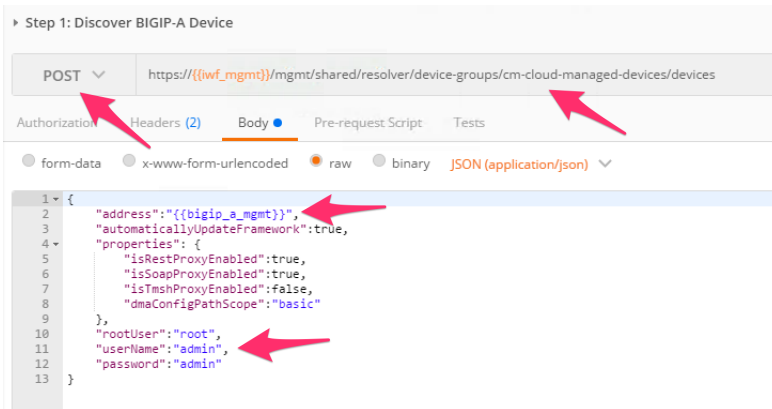 Step 1: Discover BIGIP-A Device
POST https://{{iwf_mgmt}}/mgmt/shared/resolver/device-groups/cm-cloud-managed-devices/devices
Authorization Headers (2) Body Pre-request Script Tests
form-data x-www-form-urlencoded raw binary JSON (application/json)
1 {
2 "address":"{{bigip_a_mgmt}}",
3 "automaticallyUpdateFramework":true,
4 "properties": {
5 "isRestProxyEnabled":true,
6 "isSoapProxyEnabled":true,
7 "isTmshProxyEnabled":false,
8 "dmaConfigPathScope":"basic"
9 },
10 "rootUser":"root",
11 "userName":"admin",
12 "password":"admin"
13 }